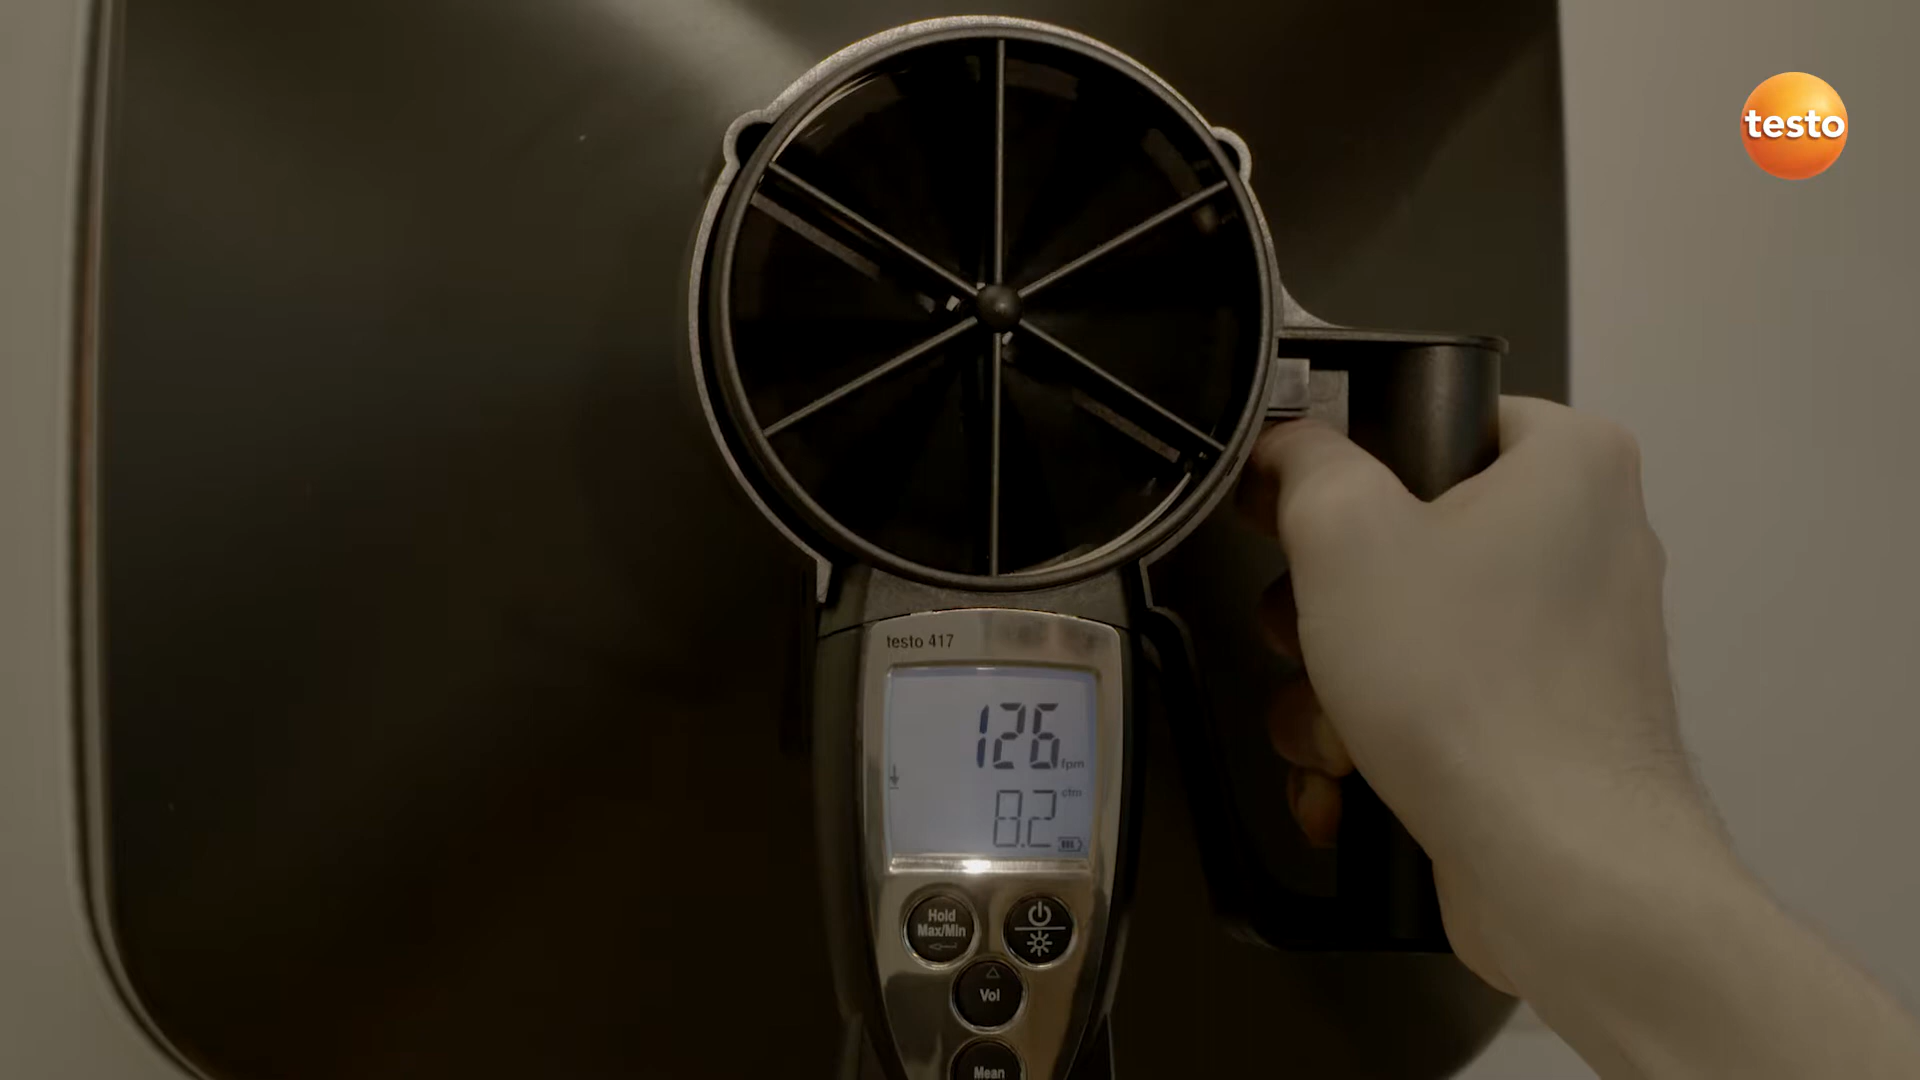 testo
testo 417
126 fpm
8.2 cfm
Hold
Max/Min
Vol
Mean